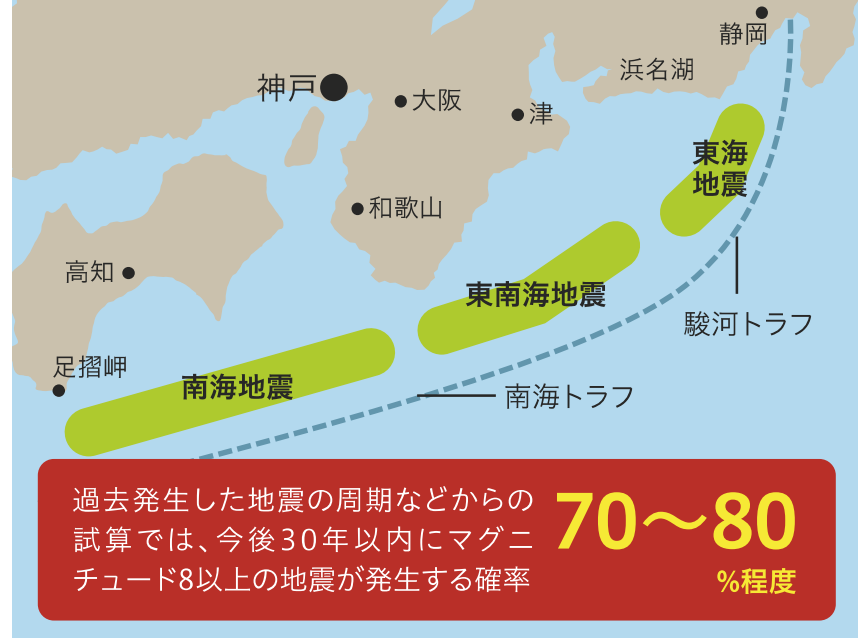 静岡
浜名湖
神戸
大阪
津
東海
地震
和歌山
高知
東南海地震
駿河トラフ
足摺岬
南海地震
南海トラフ
過去発生した地震の周期などからの
試算では、今後30年以内にマグニ
チュード8以上の地震が発生する確率
70〜80
%程度